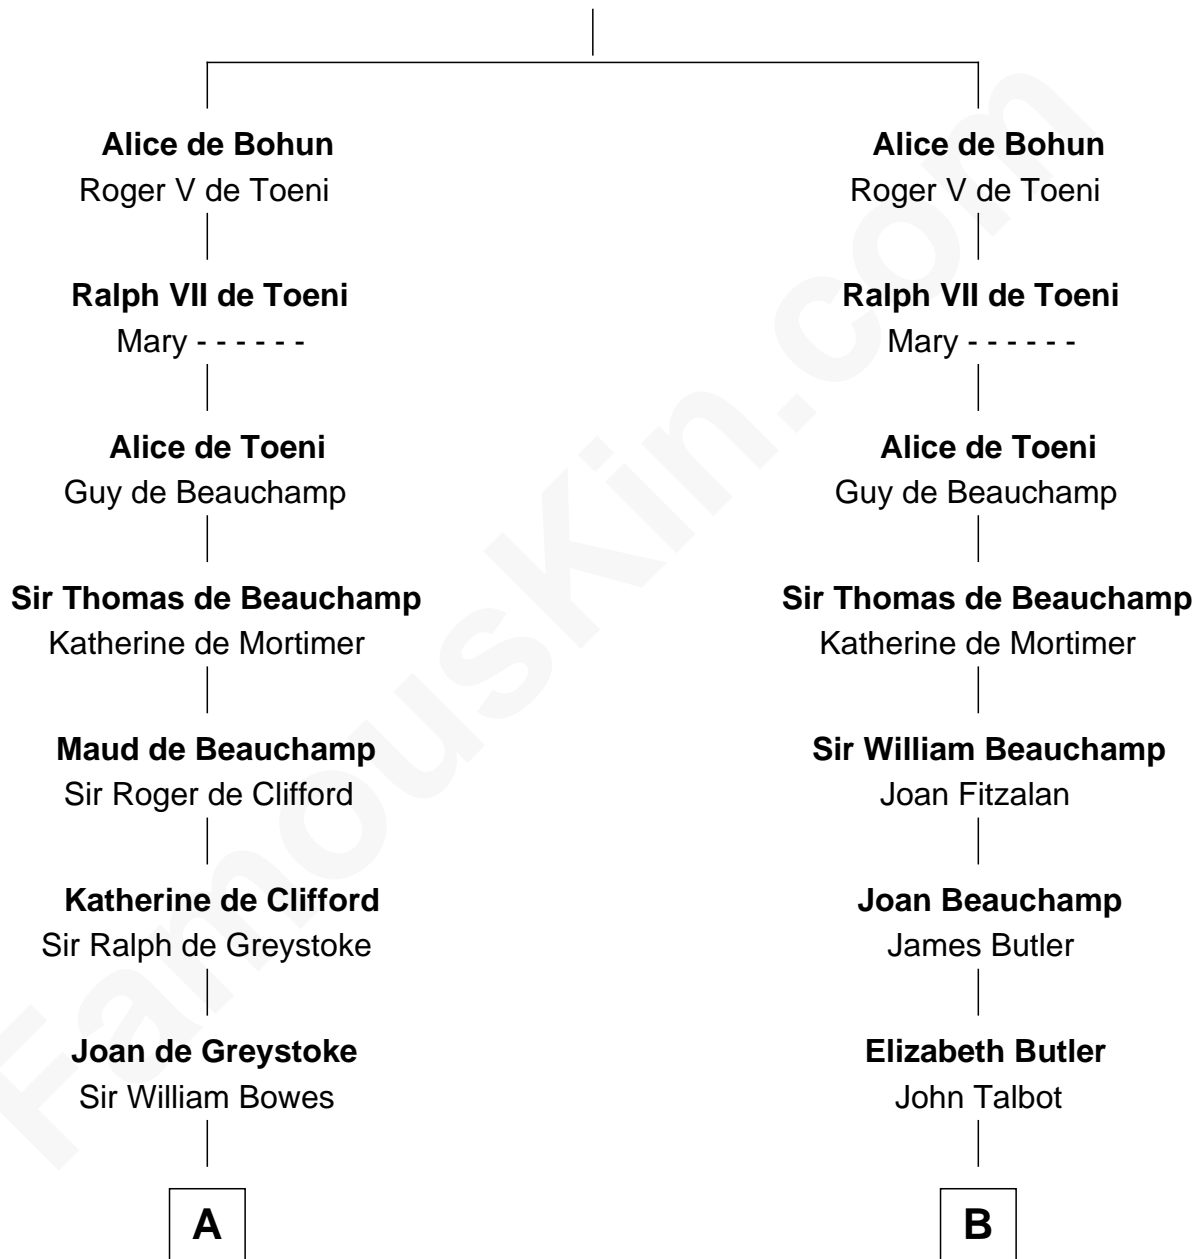 Alice de Bohun
Roger V de Toeni
Ralph VII de Toeni
Mary - - - - - -
Alice de Toeni
Guy de Beauchamp
Sir Thomas de Beauchamp
Katherine de Mortimer
Maud de Beauchamp
Sir Roger de Clifford
Katherine de Clifford
Sir Ralph de Greystoke
Joan de Greystoke
Sir William Bowes
A
Alice de Bohun
Roger V de Toeni
Ralph VII de Toeni
Mary - - - - - -
Alice de Toeni
Guy de Beauchamp
Sir Thomas de Beauchamp
Katherine de Mortimer
Sir William Beauchamp
Joan Fitzalan
Joan Beauchamp
James Butler
Elizabeth Butler
John Talbot
B
FamousKin.com